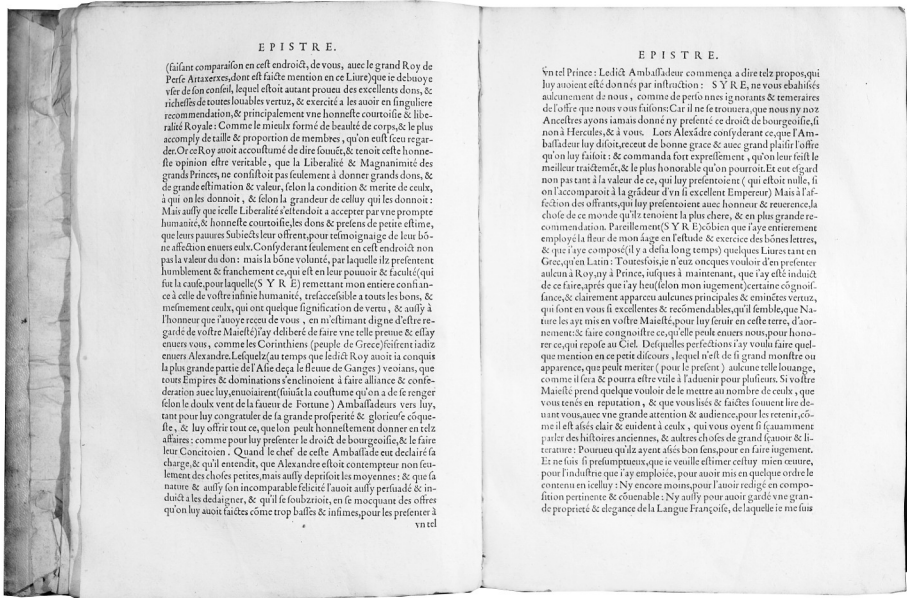 EPISTRE.
(faiſant comparaiſon en ceſt endroict, de vous, auec le grand Roy de
Perſe Artaxerxes,dont eſt faicte mention en ce Liure)que ie debuoye
vſer de ſon conſeil, lequel eſtoit autant proueu des excellents dons, &
richeſſes de toutes louables vertuz, & exercité a les auoir en ſinguliere
recommendation,& principalement vne honneſte courtoiſie & libe-
ralité Royale: Comme le mieulx formé de beaulté de corps,& le plus
accomply de taille & proportion de membres, qu'on euſt ſceu regar-
der.Or ce Roy auoit accouſtumé de dire ſouuēt,& tenoit ceſte honne-
ſte opinion eſtre veritable, que la Liberalité & Magnanimité des
grands Princes, ne conſiſtoit pas ſeulement à donner grands dons, &
de grande eſtimation & valeur, ſelon la condition & merite de ceulx,
à qui on les donnoit, & ſelon la grandeur de celluy qui les donnoit:
Mais auſſy que icelle Liberalité s'eſtendoit a accepter par vne prompte
humanité,& honneſte courtoiſie,les dons & preſens de petite eſtime,
que leurs pauures Subiects leur offrent,pour teſmoignaige de leur bō-
ne affection enuers eulx.Conſyderant ſeulement en ceſt endroict non
pas la valeur du don: mais la bōne volunté, par laquelle ilz preſentent
humblement & franchement ce,qui eſt en leur pouuoir & faculté(qui
fut la cauſe,pour laquelle(SYRE) remettant mon entiere confian-
ce à celle de voſtre infinie humanité, treſacceſſible a touts les bons, &
meſmement ceulx, qui ont quelque ſignification de vertu, & auſſy à
l'honneur que i'auoye receu de vous, en m'eſtimant digne d'eſtre re-
gardé de voſtre Maieſté)i'ay deliberé de faire vne telle preuue & eſſay
enuers vous, comme les Corinthiens (peuple de Grece)feiſrent iadiz
enuers Alexandre.Leſquelz(au temps que ledict Roy auoit ia conquis
la plus grande partie de l'Aſie deça le fleuue de Ganges) veoians, que
touts Empires & dominations s'enclinoient à faire alliance & confe-
deration auec luy,enuoiairent(ſuiuāt la couſtume qu'on a de ſe renger
ſelon le doulx vent de la faueur de Fortune) Ambaſſadeurs vers luy,
tant pour luy congratuler de ſa grande proſperité & glorieuſe cōque-
ſte, & luy offrir tout ce, que lon peult honneſtement donner en telz
affaires: comme pour luy preſenter le droict de bourgeoiſie,& le faire
leur Concitoien. Quand le chef de ceſte Ambaſſade eut declairé ſa
charge,& qu'il entendit, que Alexandre eſtoit contempteur non ſeu-
lement des choſes petites,mais auſſy depriſoit les moyennes: & que ſa
nature & auſſy ſon incomparable felicité l'auoit auſſy perſuadé & in-
duict a les dedaigner, & qu'il ſe ſoubzrioit, en ſe mocquant des offres
qu'on luy auoit faictes cōme trop baſſes & infimes,pour les preſenter à
vn tel
EPISTRE.
vn tel Prince: Ledict Ambaſſadeur commença a dire telz propos,qui
luy auoient eſté donnés par inſtruction: SYRE, ne vous ebahiſſés
aulcunement de nous, comme de perſonnes ignorants & temeraires
de l'offre que nous vous faiſons:Car il ne ſe trouuera,que nous ny noz
Anceſtres ayons iamais donné ny preſenté ce droict de bourgeoiſie,ſi
non à Hercules,& à vous. Lors Alexādre conſyderant ce,que l'Am-
baſſadeur luy diſoit,receut de bonne grace & auec grand plaiſir l'offre
qu'on luy faiſoit: & commanda fort expreſſement, qu'on leur feiſt le
meilleur traictemēt,& le plus honorable qu'on pourroit.Et eut eſgard
non pas tant à la valeur de ce, qui luy preſentoient (qui eſtoit nulle, ſi
on l'accomparoit à la grādeur d'vn ſi excellent Empereur) Mais à l'af-
fection des offrants,qui luy preſentoient auec honneur & reuerence,la
choſe de ce monde qu'ilz tenoient la plus chere, & en plus grande re-
commendation. Pareillement(SYRE)cōbien que i'aye entierement
employé la fleur de mon áage en l'eſtude & exercice des bōnes lettres,
& que i'aye compoſé(il y a deſia long temps) quelques Liures tant en
Grec,qu'en Latin: Touteſfois,ie n'euz oncques vouloir d'en preſenter
aulcun à Roy,ny à Prince, iuſques à maintenant, que i'ay eſté induict
de ce faire,aprés que i'ay heu(ſelon mon iugement)certaine cōgnoiſ-
ſance,& clairement apperceu aulcunes principales & eminētes vertuz,
qui ſont en vous ſi excellentes & recōmendables,qu'il ſemble,que Na-
ture les ayt mis en voſtre Maieſté,pour luy ſeruir en ceſte terre, d'aor-
nement:& faire congnoiſtre ce,qu'elle peult enuers nous,pour hono-
rer ce,qui repoſe au Ciel. Deſquelles perfections i'ay voulu faire quel-
que mention en ce petit diſcours, lequel n'eſt de ſi grand monſtre ou
apparence, que peult meriter (pour le preſent) aulcune telle louange,
comme il ſera & pourra eſtre vtile à l'aduenir pour pluſieurs. Si voſtre
Maieſté prend quelque vouloir de le mettre au nombre de ceulx, que
vous tenés en reputation, & que vous liſés & faictes ſouuent lire de-
uant vous,auec vne grande attention & audience,pour les retenir,cō-
me il eſt aſſés clair & euident à ceulx, qui vous oyent ſi ſçauamment
parler des hiſtoires anciennes, & aultres choſes de grand ſçauoir & li-
terature: Pourueu qu'ilz ayent aſſés bon ſens,pour en faire iugement.
Et ne ſuis ſi preſumptueux,que ie veuille eſtimer ceſtuy mien œuure,
pour l'induſtrie que i'ay emploiée, pour auoir mis en quelque ordre le
contenu en icelluy: Ny encore moins,pour l'auoir redigé en compo-
ſition pertinente & cōuenable: Ny auſſy pour auoir gardé vne gran-
de proprieté & elegance de la Langue Françoiſe, de laquelle ie me ſuis